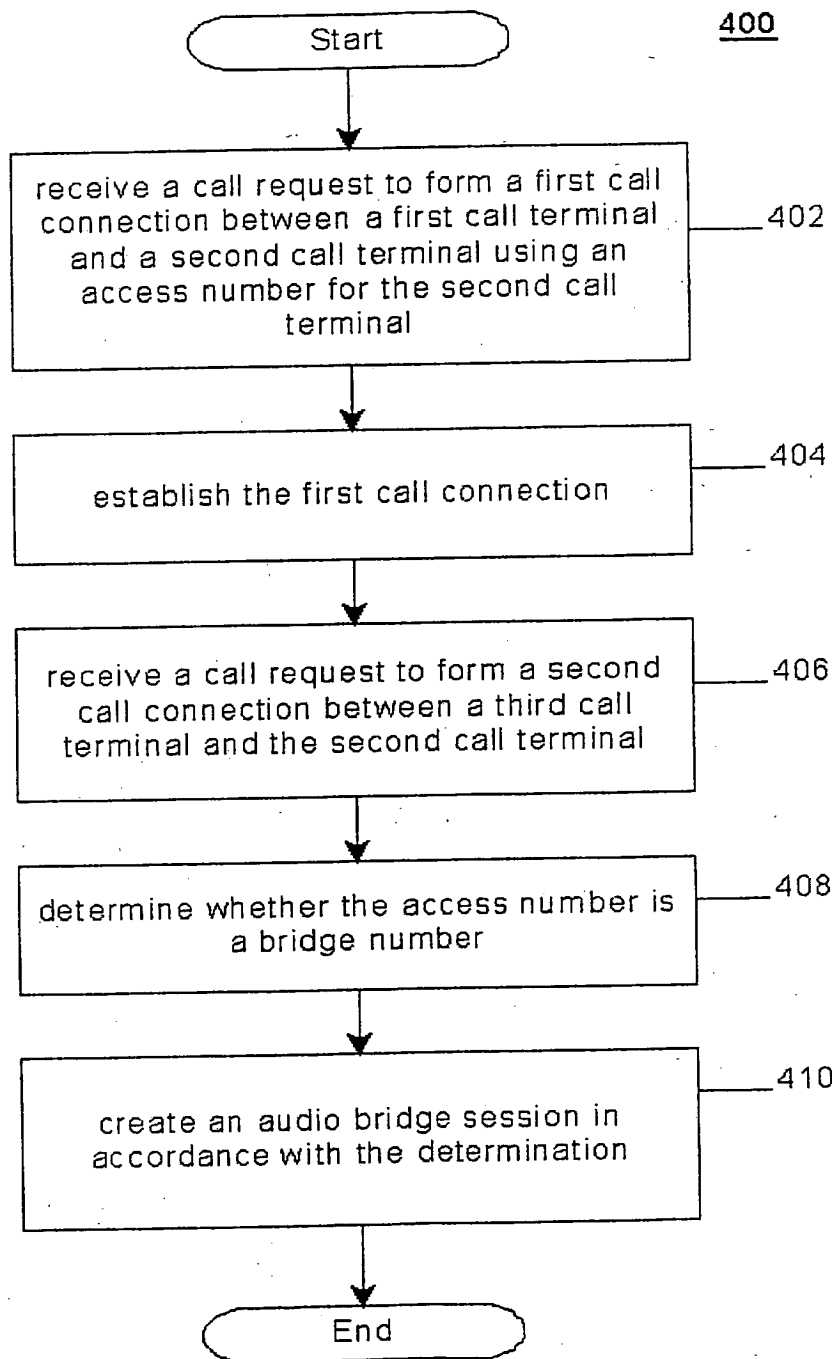 400
Start
receive a call request to form a first call
connection between a first call terminal
and a second call terminal using an
access number for the second call
terminal
402
establish the first call connection
404
receive a call request to form a second
call connection between a third call
terminal and the second call terminal
406
determine whether the access number is
a bridge number
408
create an audio bridge session in
accordance with the determination
410
End